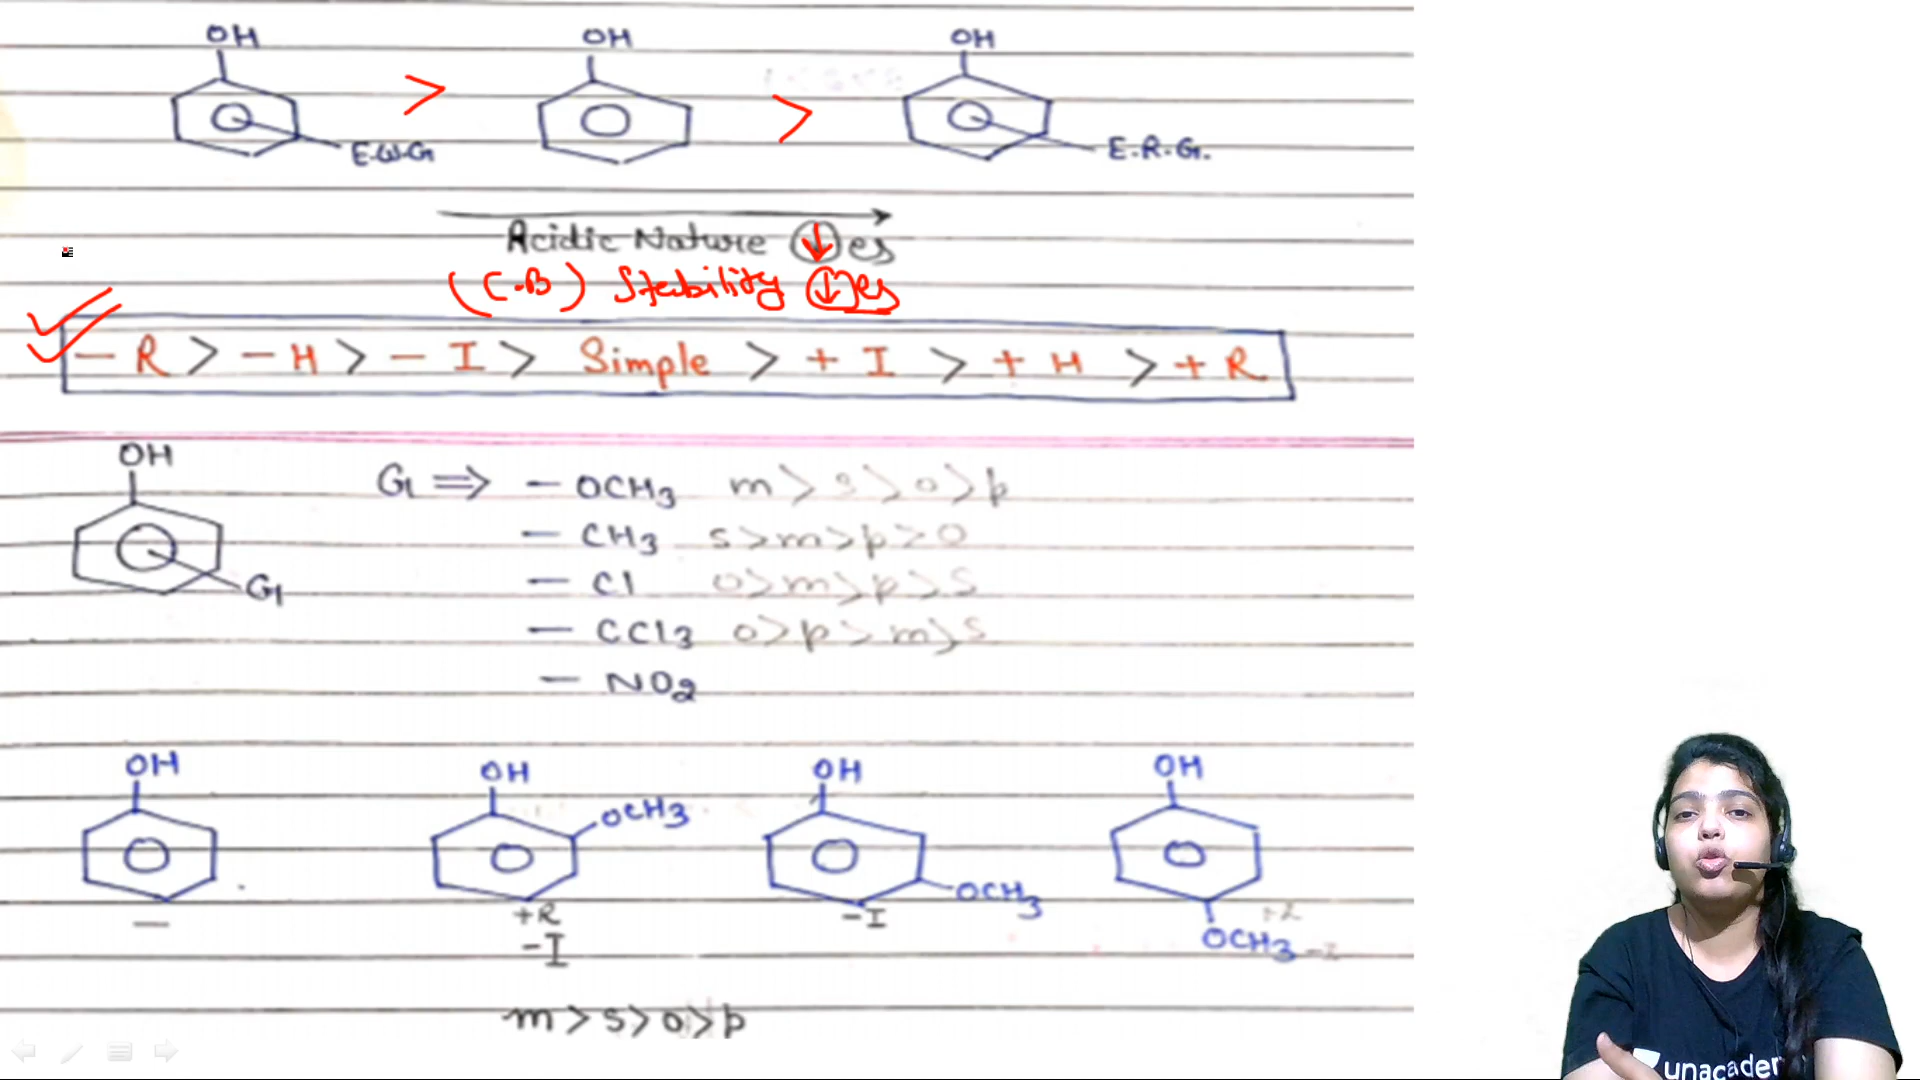 OH OH OH
> >
E.W.G E.R.G.
Acidic Nature ↓es
(C.B) Stability ↓es
- R > - H > - I > Simple > + I > + H > + R
OH
G ⇒ - OCH3 m > s > o > p
- CH3 s > m > p > o
- Cl o > m > p > s
G
- CCl3 o > p > m > s
- NO2
OH OH OH OH
OCH3
OCH3
- +R -I +R
-I OCH3 -I
m > s > o > p
unacadem